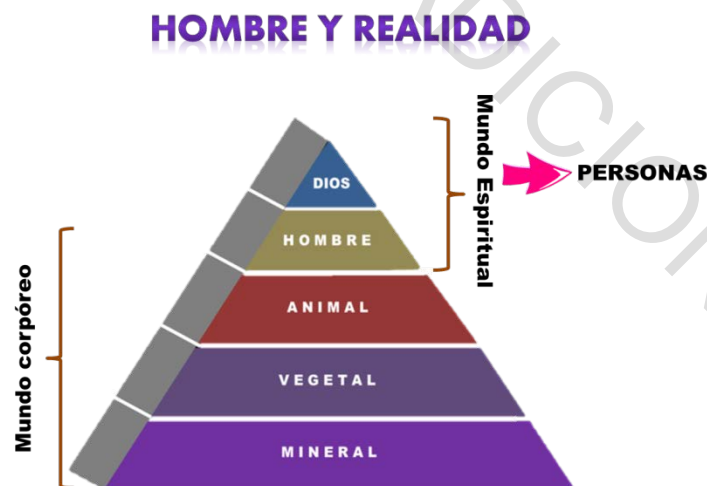 HOMBRE Y REALIDAD
DIOS
HOMBRE
ANIMAL
VEGETAL
MINERAL
Mundo corpóreo
Mundo Espiritual
PERSONAS